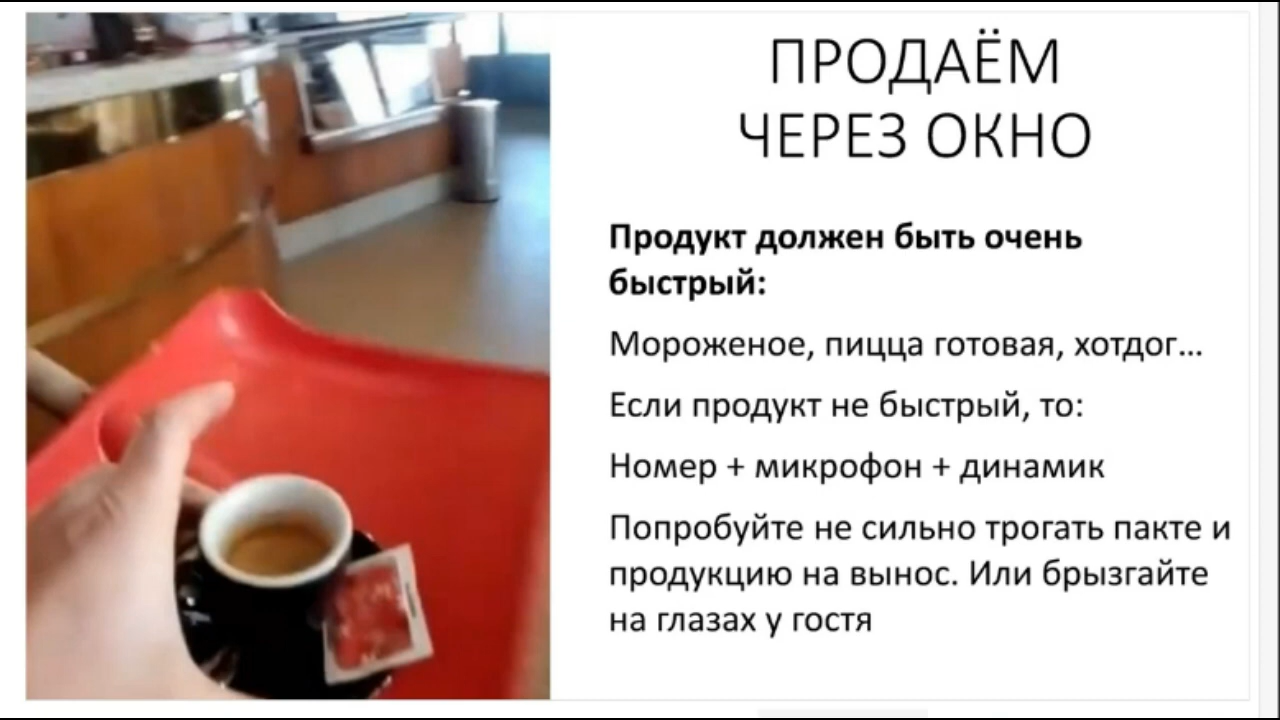 ПРОДАЁМ
ЧЕРЕЗ ОКНО
Продукт должен быть очень
быстрый:
Мороженое, пицца готовая, хотдог...
Если продукт не быстрый, то:
Номер + микрофон + динамик
Попробуйте не сильно трогать пакте и
продукцию на вынос. Или брызгайте
на глазах у гостя